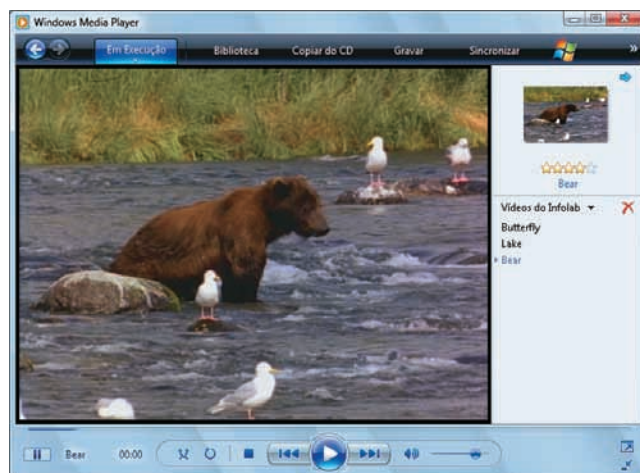 Windows Media Player
Em Execução Biblioteca Copiar do CD Gravar Sincronizar »
Bear
Vídeos do Infolab
Butterfly
Lake
Bear
Bear 00:00